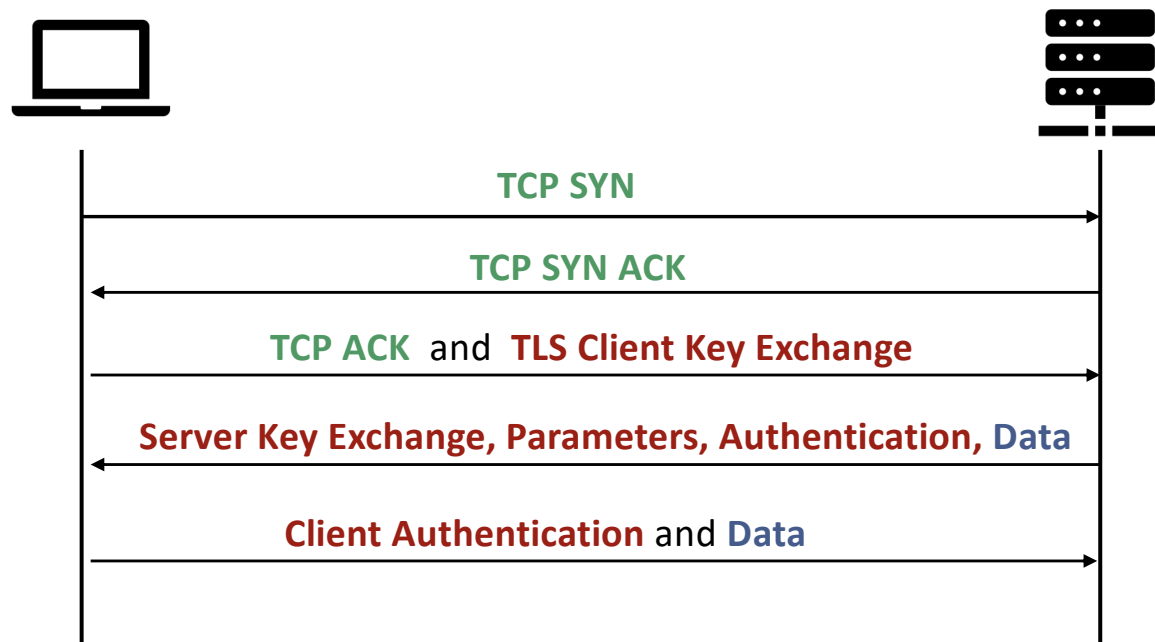 TCP SYN
TCP SYN ACK
TCP ACK and TLS Client Key Exchange
Server Key Exchange, Parameters, Authentication, Data
Client Authentication and Data